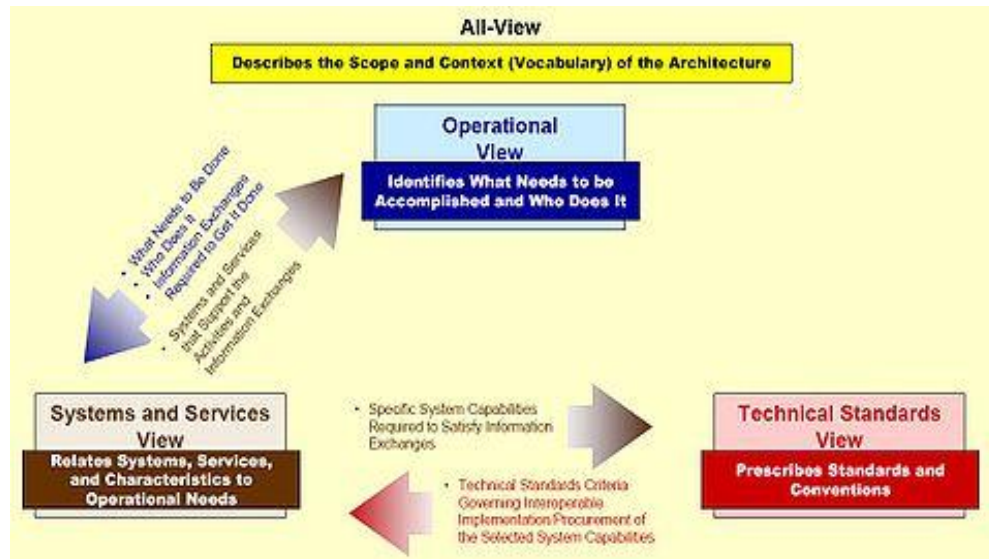 All-View
Describes the Scope and Context (Vocabulary) of the Architecture
Operational
View
Identifies What Needs to be
Accomplished and Who Does It
• What Needs to Be Done
• Who Does It
• Information Exchanges
Required to Get It Done
• Systems and Services
that Support the
Activities and
Information Exchanges
Systems and Services
View
Relates Systems, Services,
and Characteristics to
Operational Needs
• Specific System Capabilities
Required to Satisfy Information
Exchanges
• Technical Standards Criteria
Governing Interoperable
Implementation Procurement of
the Selected System Capabilities
Technical Standards
View
Prescribes Standards and
Conventions